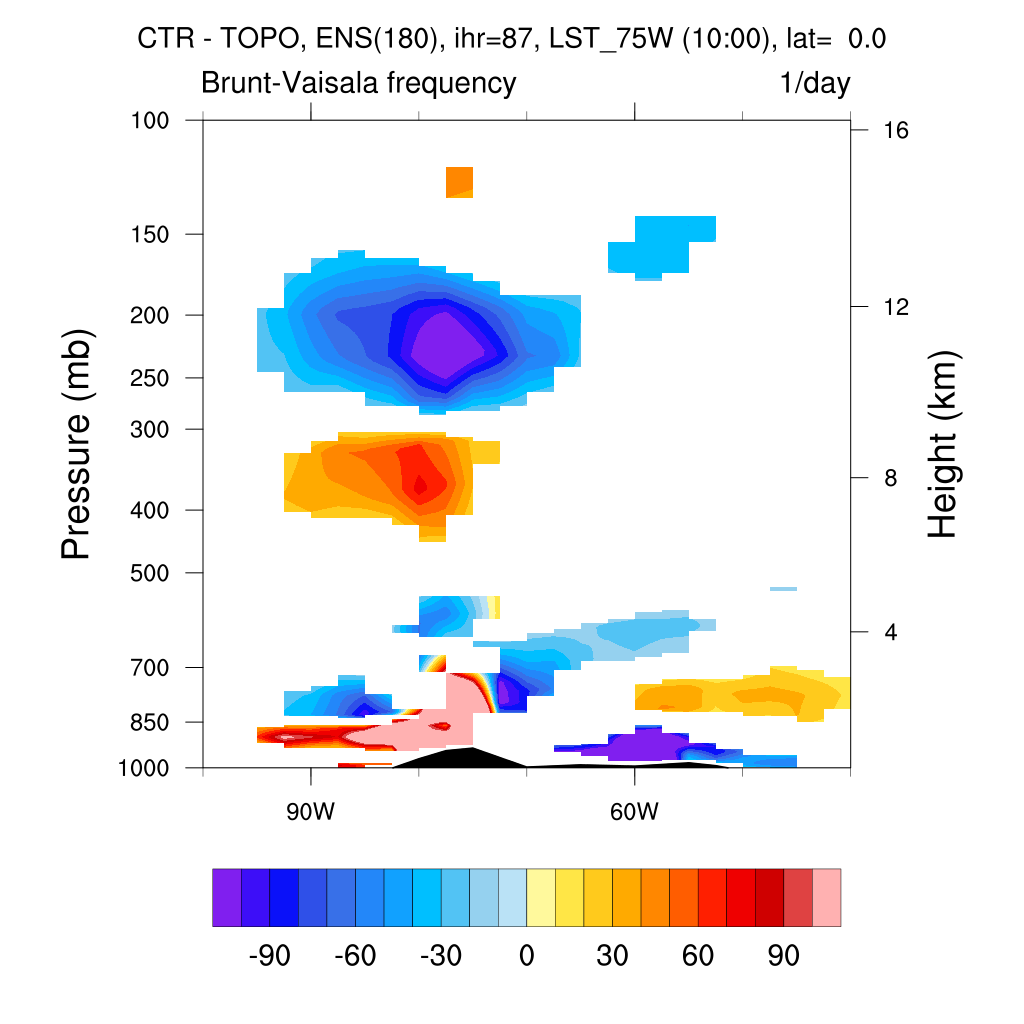 CTR - TOPO, ENS(180), ihr=87, LST_75W (10:00), lat=  0.0
Brunt-Vaisala frequency 1/day
100
150
200
250
300
400
500
700
850
1000
Pressure (mb)
16
12
8
4
Height (km)
90W 60W
-90 -60 -30 0 30 60 90